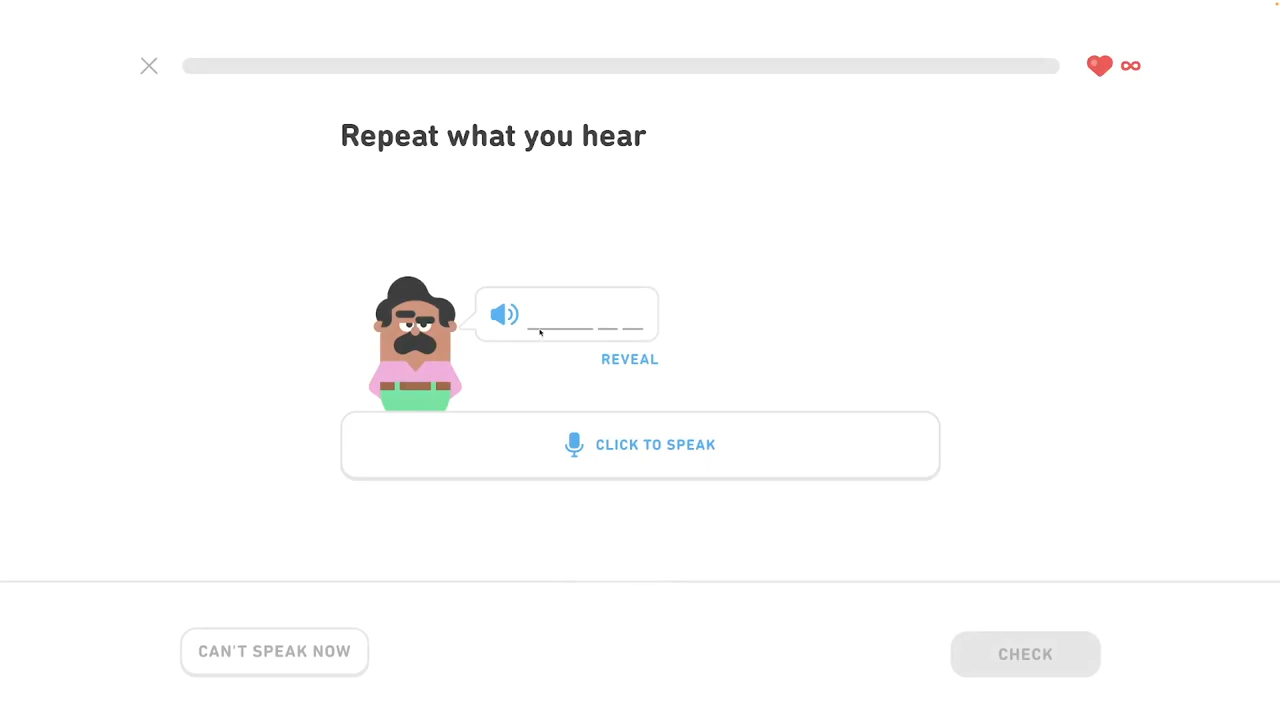 ∞
Repeat what you hear
REVEAL
CLICK TO SPEAK
CAN'T SPEAK NOW
CHECK